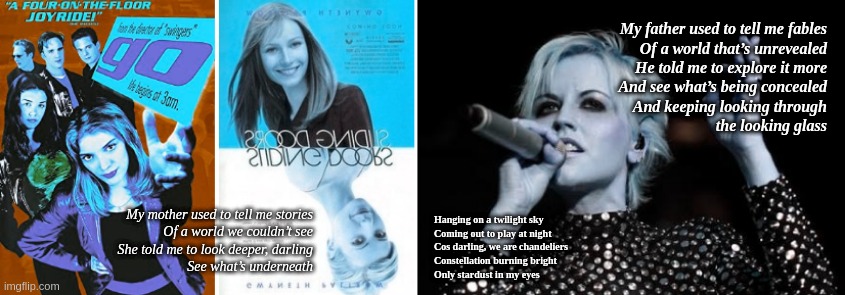 "A FOUR-ON-THE-FLOOR
JOYRIDE!"
from the director of "swingers"
go
life begins at 3am.
SLIDING DOORS
SLIDING DOORS
My mother used to tell me stories
Of a world we couldn't see
She told me to look deeper, darling
See what's underneath
GWYNETH PALTROW
imgflip.com
My father used to tell me fables
Of a world that's unrevealed
He told me to explore it more
And see what's being concealed
And keeping looking through
the looking glass
Hanging on a twilight sky
Coming out to play at night
Cos darling, we are chandeliers
Constellation burning bright
Only stardust in my eyes